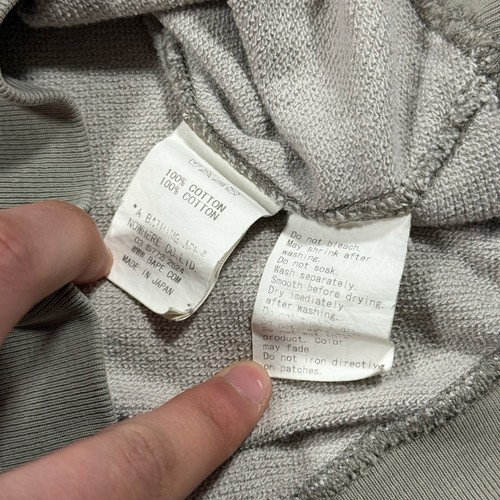 100% COTTON
100% COTTON
"A BATHING APE"®
NOWHERE CO.LTD
WWW.BAPE.COM
MADE IN JAPAN
Do not bleach.
May shrink after
washing.
Do not soak.
Wash separately.
Smooth before drying.
Dry imediately
after washing.
product. Color
may fade
Do not iron directive
on patches.